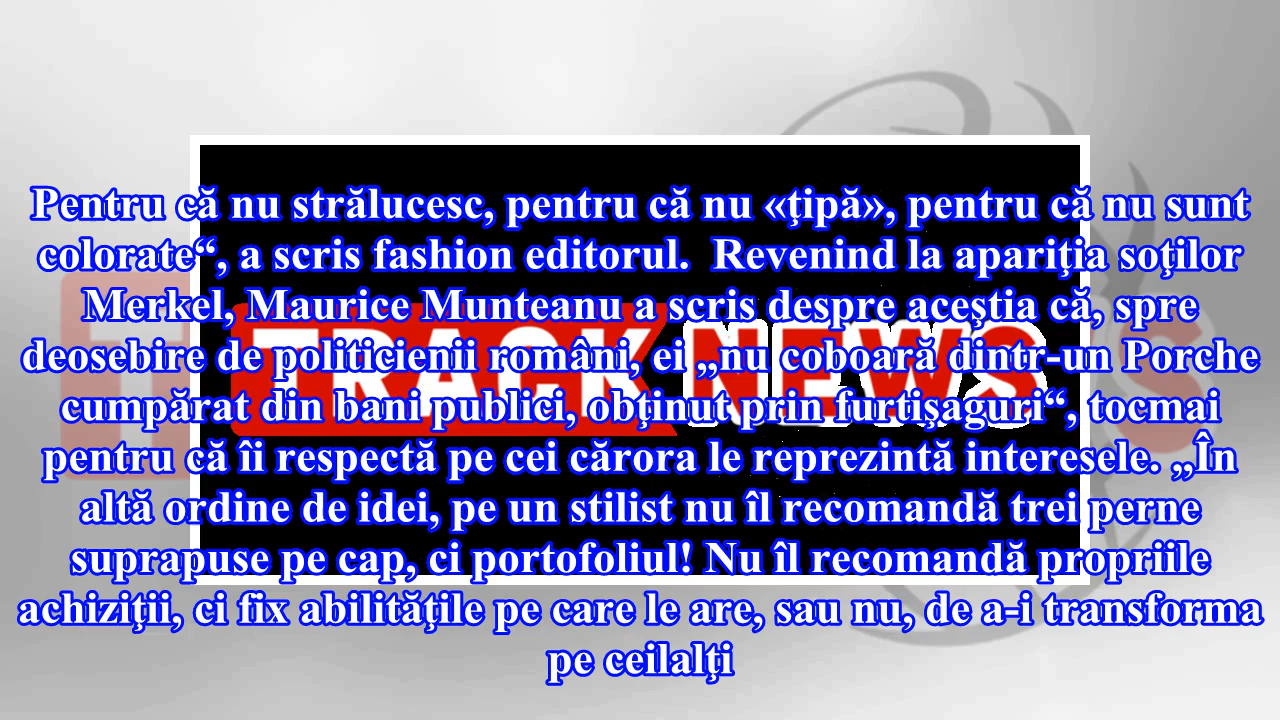 Pentru că nu strălucesc, pentru că nu «ţipă», pentru că nu sunt
colorate“, a scris fashion editorul.  Revenind la apariţia soţilor
Merkel, Maurice Munteanu a scris despre aceştia că, spre
deosebire de politicienii români, ei „nu coboară dintr-un Porche
cumpărat din bani publici, obţinut prin furtişaguri“, tocmai
pentru că îi respectă pe cei cărora le reprezintă interesele. „În
altă ordine de idei, pe un stilist nu îl recomandă trei perne
suprapuse pe cap, ci portofoliul! Nu îl recomandă propriile
achiziţii, ci fix abilităţile pe care le are, sau nu, de a-i transforma
pe ceilalţi
TRACK NEWS